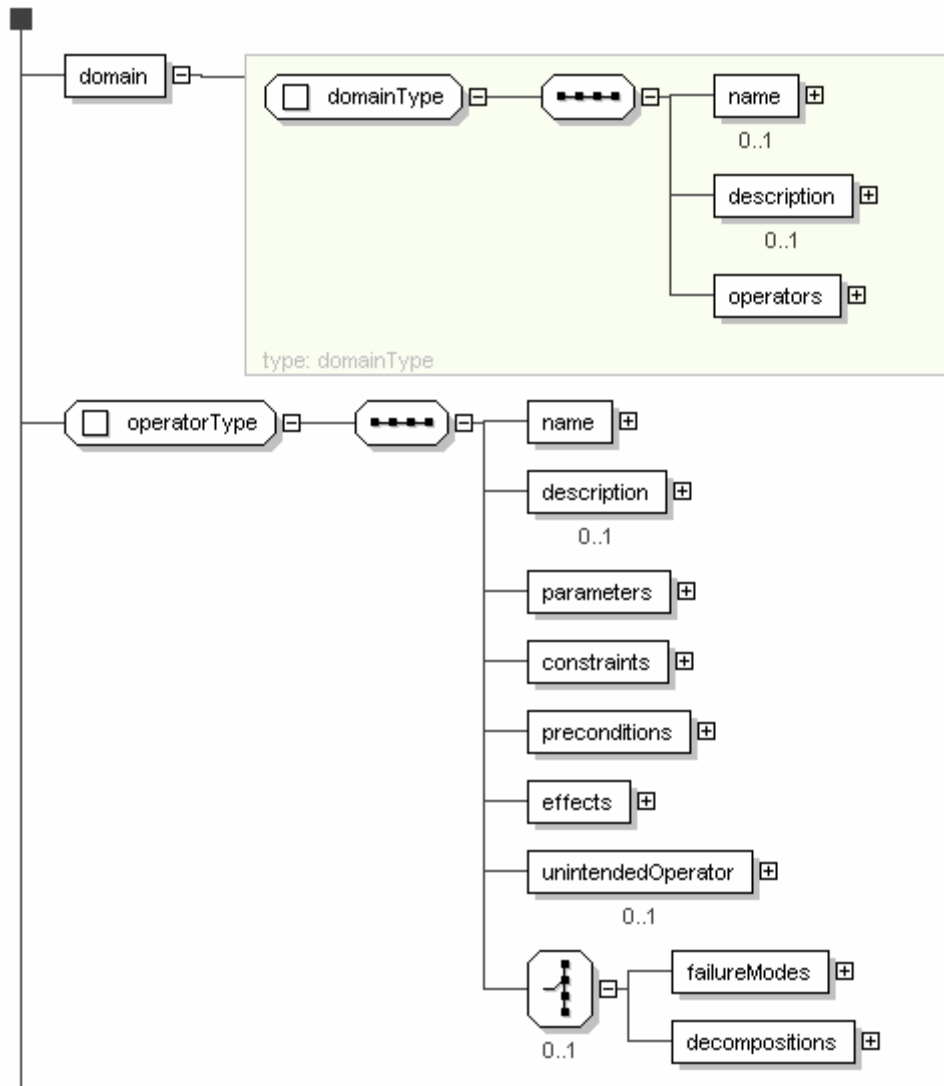 domain
domainType
name
0..1
description
0..1
operators
type: domainType
operatorType
name
description
0..1
parameters
constraints
preconditions
effects
unintendedOperator
0..1
failureModes
0..1
decompositions